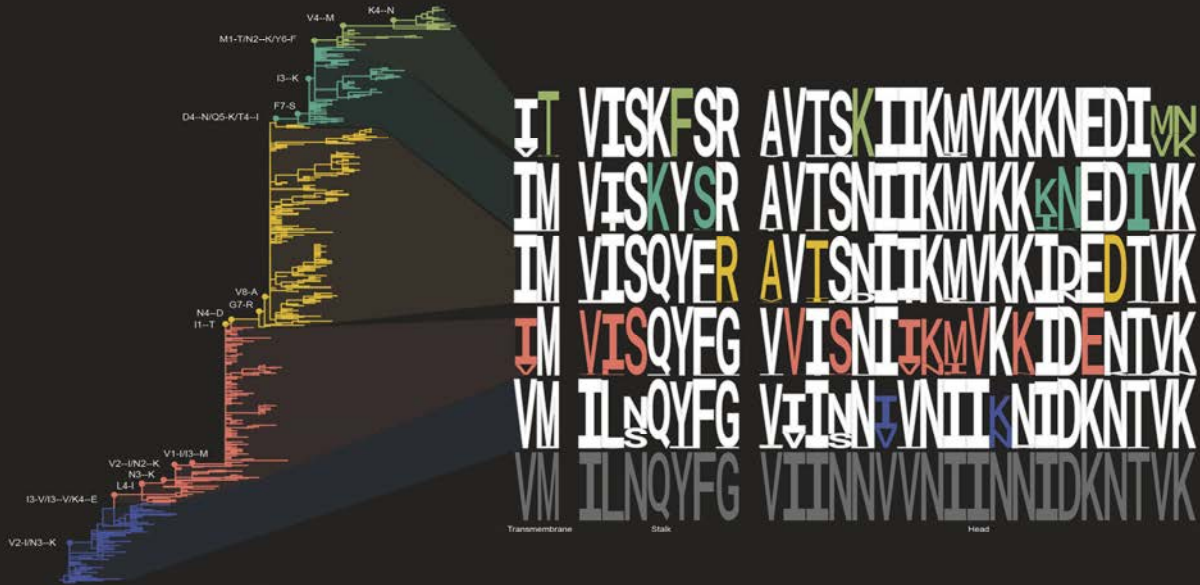 K4--N
V4--M
M1-T/N2--K/Y6-F
I3--K
F7-S
D4--N/Q5-K/T4--I
V8-A
G7-R
N4--D
I1--T
V1-I/I3--M
V2--I/N2--K
N3--K
L4-I
I3-V/I3--V/K4--E
V2-I/N3--K
IT VISKFSR AVTSKIIKMVKKKNEDI
IM VISKYSR AVTSNIIKMVKKKNEDIVK
IM VISQYFR AVTSNIIKMVKKIDEDTVK
IM VISQYFG VVISNIIKMVKKIDENTVK
VM ILNQYFG VIINNIVNIIKNIDKNTVK
VM ILNQYFG VIINNVVNIINNIDKNTVK
Transmembrane Stalk Head